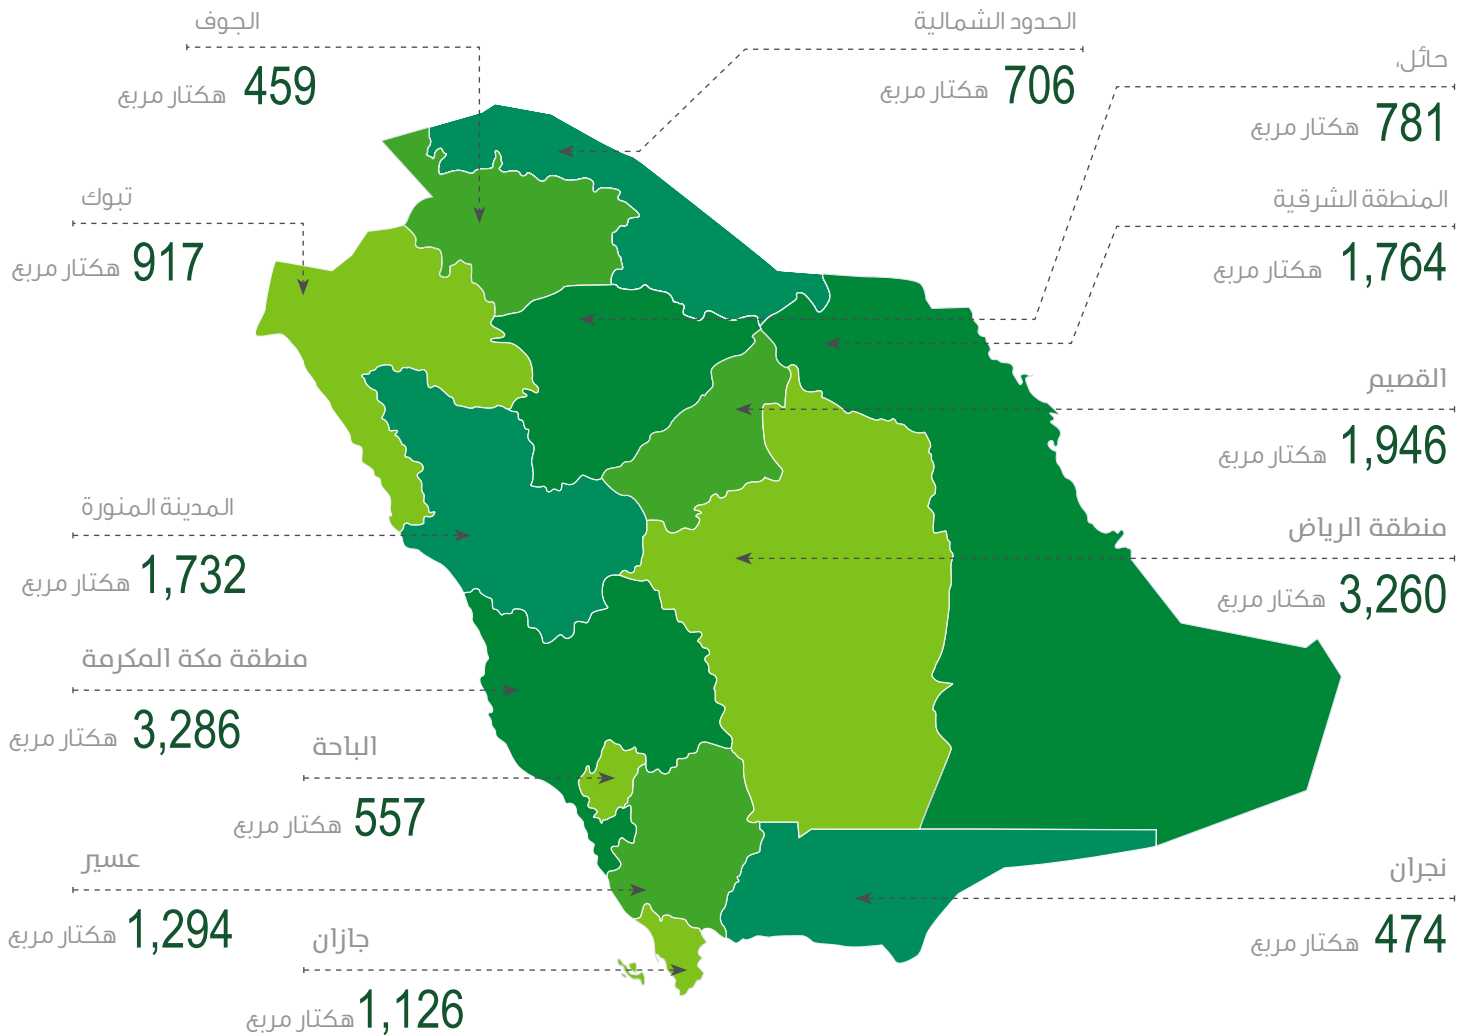 الحدود الشمالية
706 هكتار مربع
الجوف
459 هكتار مربع
حائل،
781 هكتار مربع
المنطقة الشرقية
1,764 هكتار مربع
تبوك
917 هكتار مربع
القصيم
1,946 هكتار مربع
منطقة الرياض
3,260 هكتار مربع
المدينة المنورة
1,732 هكتار مربع
منطقة مكة المكرمة
3,286 هكتار مربع
الباحة
557 هكتار مربع
عسير
1,294 هكتار مربع
نجران
474 هكتار مربع
جازان
1,126 هكتار مربع